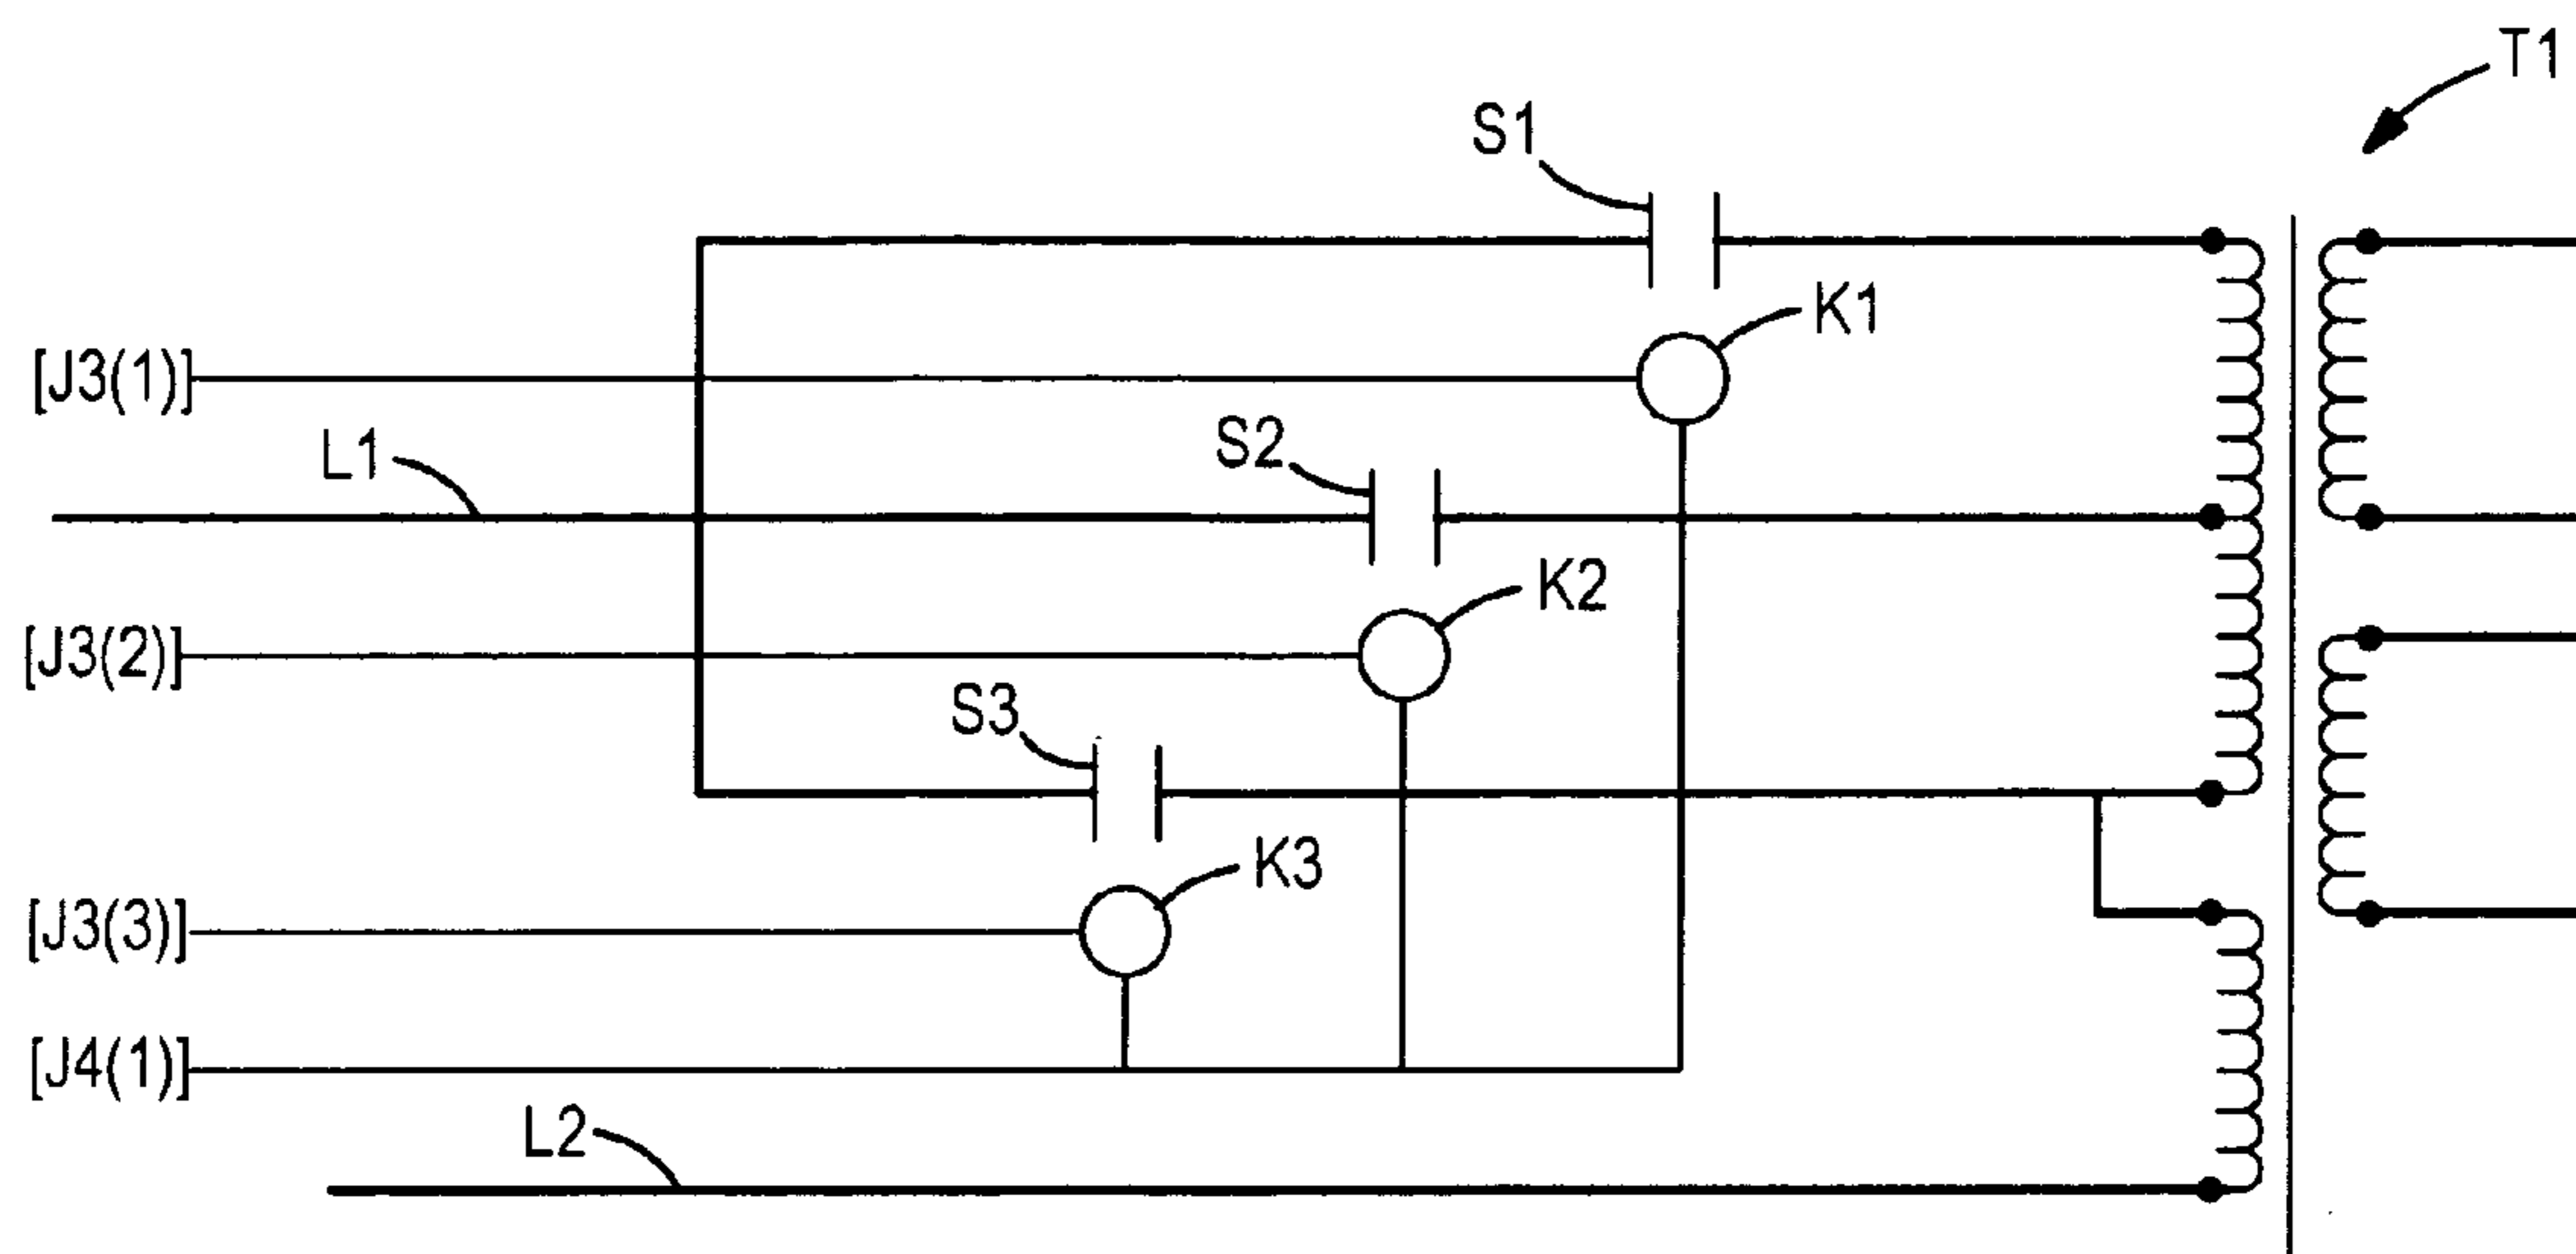 T1
S1
K1
[J3(1)]
L1
S2
K2
[J3(2)]
S3
K3
[J3(3)]
[J4(1)]
L2